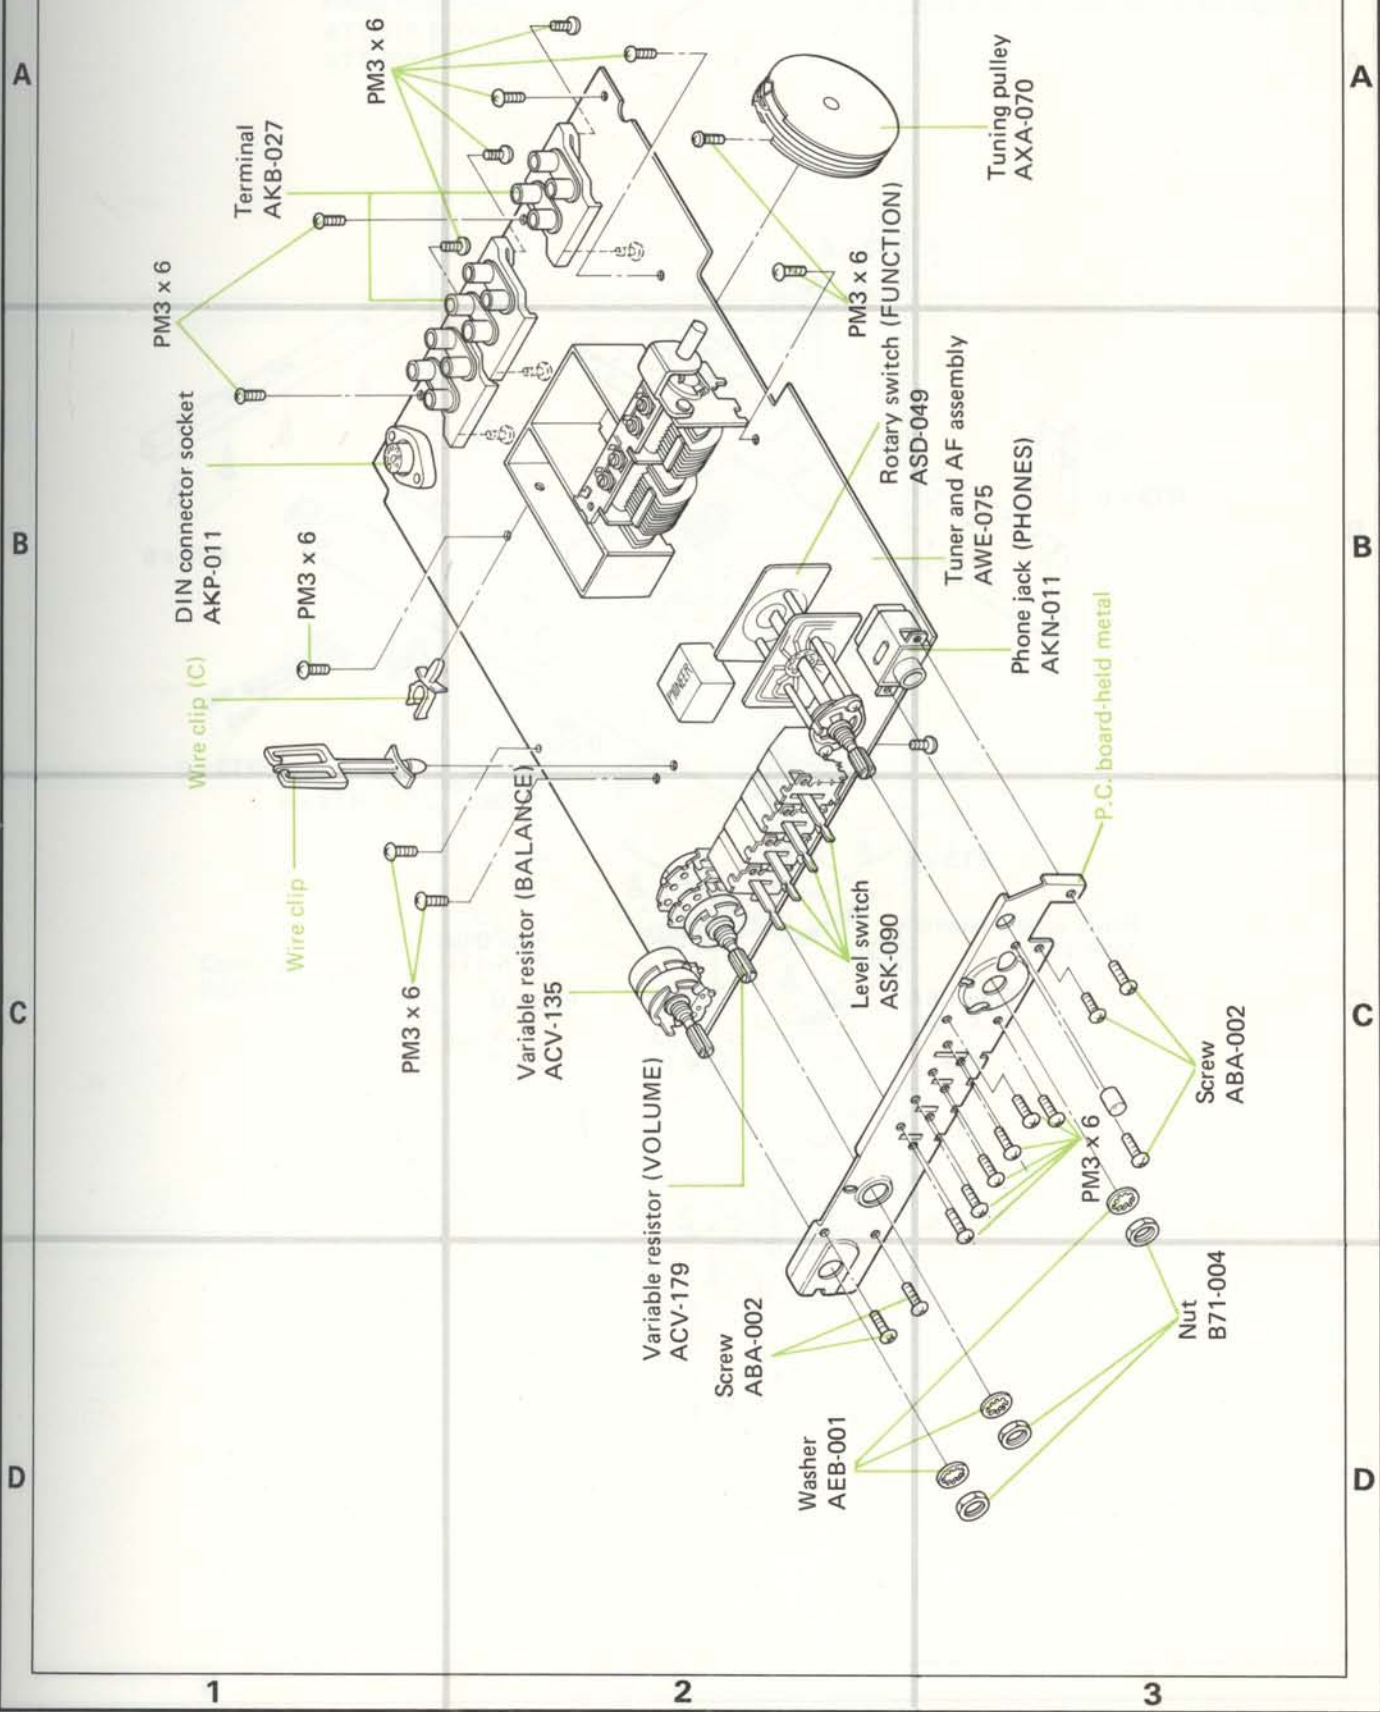 A
A
PM3 x 6
Terminal
AKB-027
Tuning pulley
AXA-070
PM3 x 6
PM3 x 6
Rotary switch (FUNCTION)
ASD-049
DIN connector socket
AKP-011
B
B
PM3 x 6
Tuner and AF assembly
AWE-075
Phone jack (PHONES)
AKN-011
Wire clip (C)
PIONEER
P.C. board-held metal
Wire clip
Variable resistor (BALANCE)
ACV-135
Level switch
ASK-090
C
C
PM3 x 6
Screw
ABA-002
Variable resistor (VOLUME)
ACV-179
PM3 x 6
Screw
ABA-002
Nut
B71-004
Washer
AEB-001
D
D
1
2
3